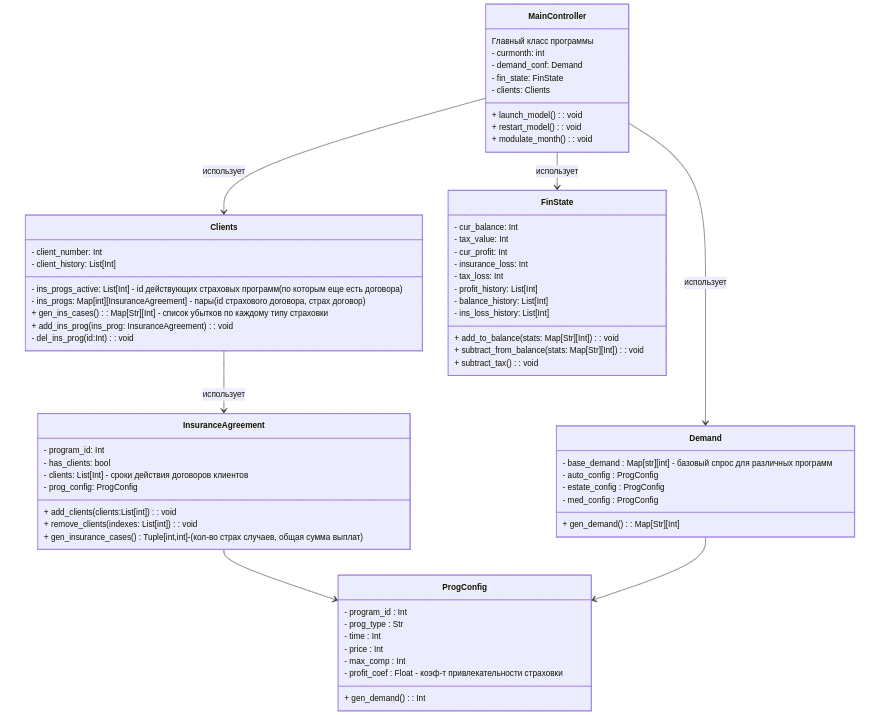 MainController
Главный класс программы
- curmonth: int
- demand_conf: Demand
- fin_state: FinState
- clients: Clients
+ launch_model() : : void
+ restart_model() : : void
+ modulate_month() : : void
использует
использует
использует
Clients
- client_number: Int
- client_history: List[Int]
- ins_progs_active: List[Int] - id действующих страховых программ(по которым еще есть договора)
- ins_progs: Map[int][InsuranceAgreement] - пары(id страхового договора, страх договор)
+ gen_ins_cases() : : Map[Str][Int] - список убытков по каждому типу страховки
+ add_ins_prog(ins_prog: InsuranceAgreement) : : void
- del_ins_prog(id:Int) : : void
FinState
- cur_balance: Int
- tax_value: Int
- cur_profit: Int
- insurance_loss: Int
- tax_loss: Int
- profit_history: List[Int]
- balance_history: List[Int]
- ins_loss_history: List[Int]
+ add_to_balance(stats: Map[Str][Int]) : : void
+ subtract_from_balance(stats: Map[Str][Int]) : : void
+ subtract_tax() : : void
использует
InsuranceAgreement
- program_id: Int
- has_clients: bool
- clients: List[Int] - сроки действия договоров клиентов
- prog_config: ProgConfig
+ add_clients(clients:List[int]) : : void
+ remove_clients(indexes: List[int]) : : void
+ gen_insurance_cases() : Tuple[int,int]-(кол-во страх случаев, общая сумма выплат)
Demand
- base_demand : Map[str][int] - базовый спрос для различных программ
- auto_config : ProgConfig
- estate_config : ProgConfig
- med_config : ProgConfig
+ gen_demand() : : Map[Str][Int]
ProgConfig
- program_id : Int
- prog_type : Str
- time : Int
- price : Int
- max_comp : Int
- profit_coef : Float - коэф-т привлекательности страховки
+ gen_demand() : : Int